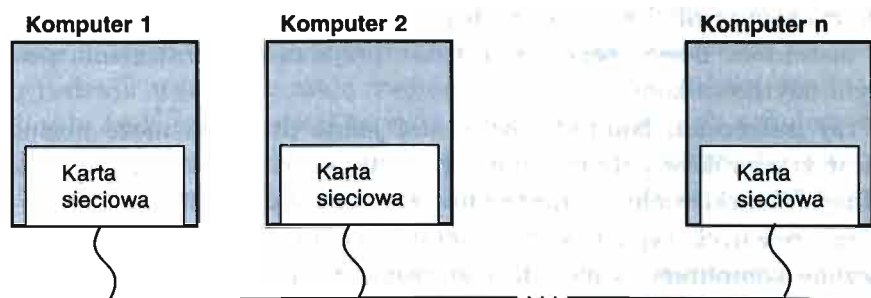 Komputer 1
Komputer 2
Komputer n
Karta
sieciowa
Karta
sieciowa
Karta
sieciowa